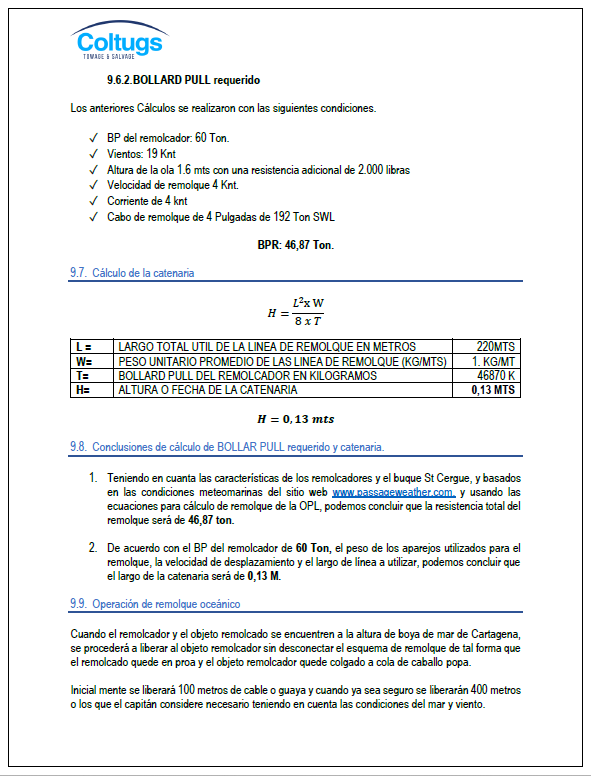 Coltugs
TOWAGE & SALVAGE
9.6.2.BOLLARD PULL requerido
Los anteriores Cálculos se realizaron con las siguientes condiciones.
✓ BP del remolcador: 60 Ton.
✓ Vientos: 19 Knt
✓ Altura de la ola 1.6 mts con una resistencia adicional de 2.000 libras
✓ Velocidad de remolque 4 Knt.
✓ Corriente de 4 knt
✓ Cabo de remolque de 4 Pulgadas de 192 Ton SWL
BPR: 46,87 Ton.
9.7. Cálculo de la catenaria
H = L²x W / 8 x T
L = LARGO TOTAL UTIL DE LA LINEA DE REMOLQUE EN METROS 220MTS
W= PESO UNITARIO PROMEDIO DE LAS LINEA DE REMOLQUE (KG/MTS) 1. KG/MT
T= BOLLARD PULL DEL REMOLCADOR EN KILOGRAMOS 46870 K
H= ALTURA O FECHA DE LA CATENARIA 0,13 MTS
H = 0,13 mts
9.8. Conclusiones de cálculo de BOLLAR PULL requerido y catenaria.
1. Teniendo en cuenta las características de los remolcadores y el buque St Cergue, y basados
en las condiciones meteomarinas del sitio web www.passageweather.com, y usando las
ecuaciones para cálculo de remolque de la OPL, podemos concluir que la resistencia total del
remolque será de 46,87 ton.
2. De acuerdo con el BP del remolcador de 60 Ton, el peso de los aparejos utilizados para el
remolque, la velocidad de desplazamiento y el largo de línea a utilizar, podemos concluir que
el largo de la catenaria será de 0,13 M.
9.9. Operación de remolque oceánico
Cuando el remolcador y el objeto remolcado se encuentren a la altura de boya de mar de Cartagena,
se procederá a liberar al objeto remolcador sin desconectar el esquema de remolque de tal forma que
el remolcado quede en proa y el objeto remolcador quede colgado a cola de caballo popa.
Inicial mente se liberará 100 metros de cable o guaya y cuando ya sea seguro se liberarán 400 metros
o los que el capitán considere necesario teniendo en cuenta las condiciones del mar y viento.